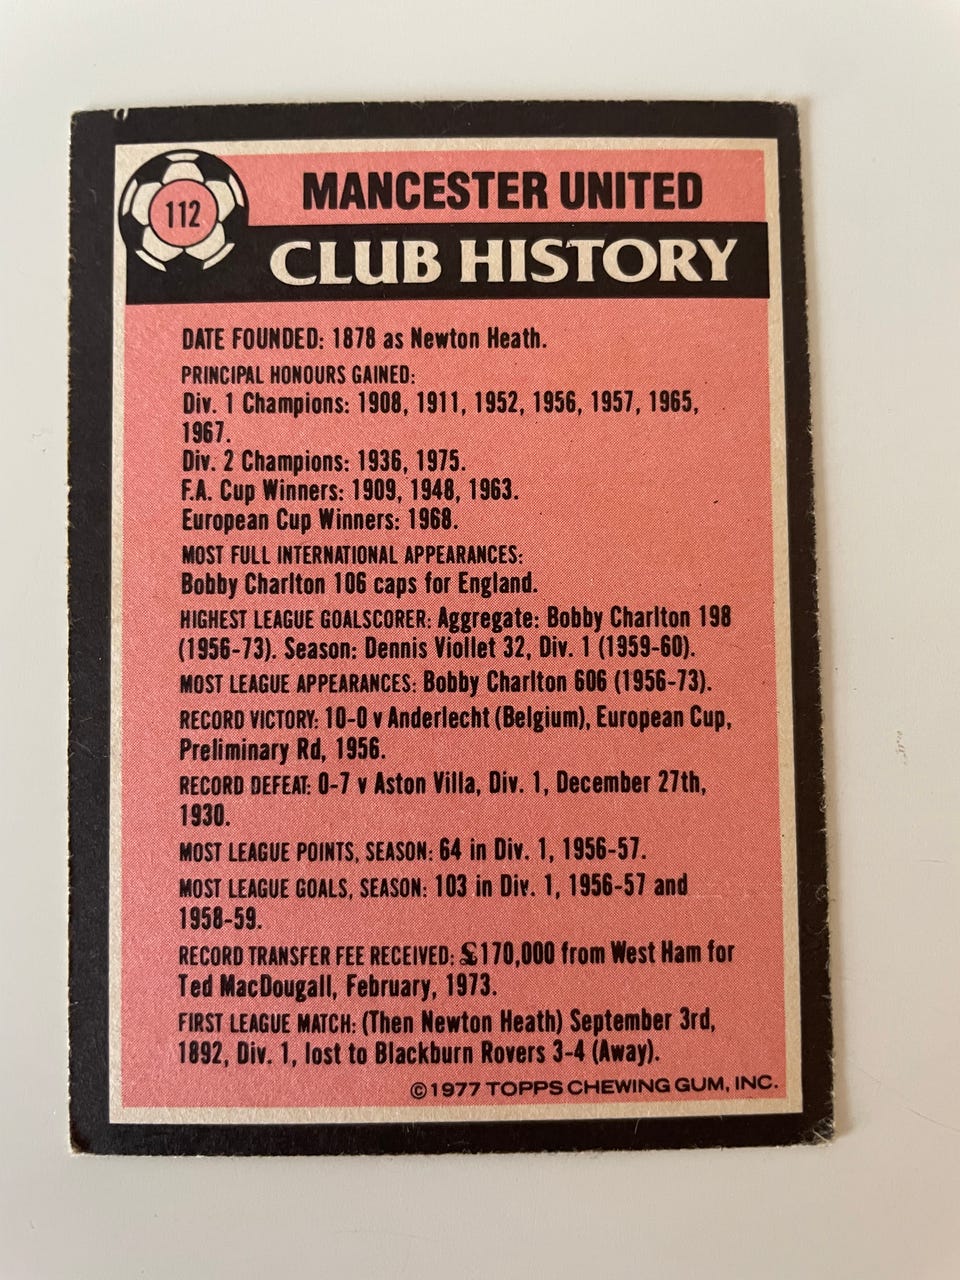 112
MANCESTER UNITED
CLUB HISTORY
DATE FOUNDED: 1878 as Newton Heath.
PRINCIPAL HONOURS GAINED:
Div. 1 Champions: 1908, 1911, 1952, 1956, 1957, 1965,
1967.
Div. 2 Champions: 1936, 1975.
F.A. Cup Winners: 1909, 1948, 1963.
European Cup Winners: 1968.
MOST FULL INTERNATIONAL APPEARANCES:
Bobby Charlton 106 caps for England.
HIGHEST LEAGUE GOALSCORER: Aggregate: Bobby Charlton 198
(1956-73). Season: Dennis Viollet 32, Div. 1 (1959-60).
MOST LEAGUE APPEARANCES: Bobby Charlton 606 (1956-73).
RECORD VICTORY: 10-0 v Anderlecht (Belgium), European Cup,
Preliminary Rd, 1956.
RECORD DEFEAT: 0-7 v Aston Villa, Div. 1, December 27th,
1930.
MOST LEAGUE POINTS, SEASON: 64 in Div. 1, 1956-57.
MOST LEAGUE GOALS, SEASON: 103 in Div. 1, 1956-57 and
1958-59.
RECORD TRANSFER FEE RECEIVED: £170,000 from West Ham for
Ted MacDougall, February, 1973.
FIRST LEAGUE MATCH: (Then Newton Heath) September 3rd,
1892, Div. 1, lost to Blackburn Rovers 3-4 (Away).
©1977 TOPPS CHEWING GUM, INC.